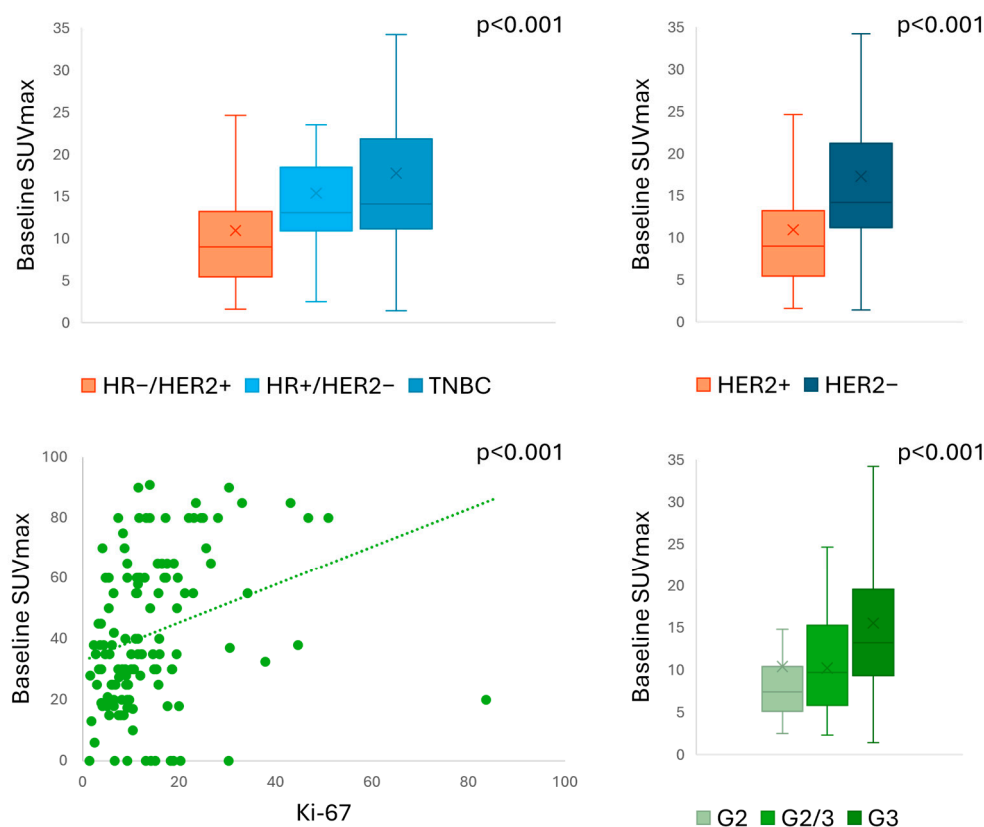 p<0.001
Baseline SUVmax
35
30
25
20
15
10
5
0
HR−/HER2+ HR+/HER2− TNBC
p<0.001
Baseline SUVmax
35
30
25
20
15
10
5
0
HER2+ HER2−
p<0.001
Baseline SUVmax
100
80
60
40
20
0
0 20 40 60 80 100
Ki-67
p<0.001
Baseline SUVmax
35
30
25
20
15
10
5
0
G2 G2/3 G3